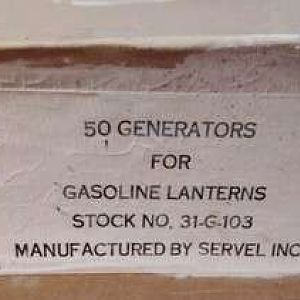 50 GENERATORS
FOR
GASOLINE LANTERNS
STOCK NO. 31-G-103
MANUFACTURED BY SERVEL INC